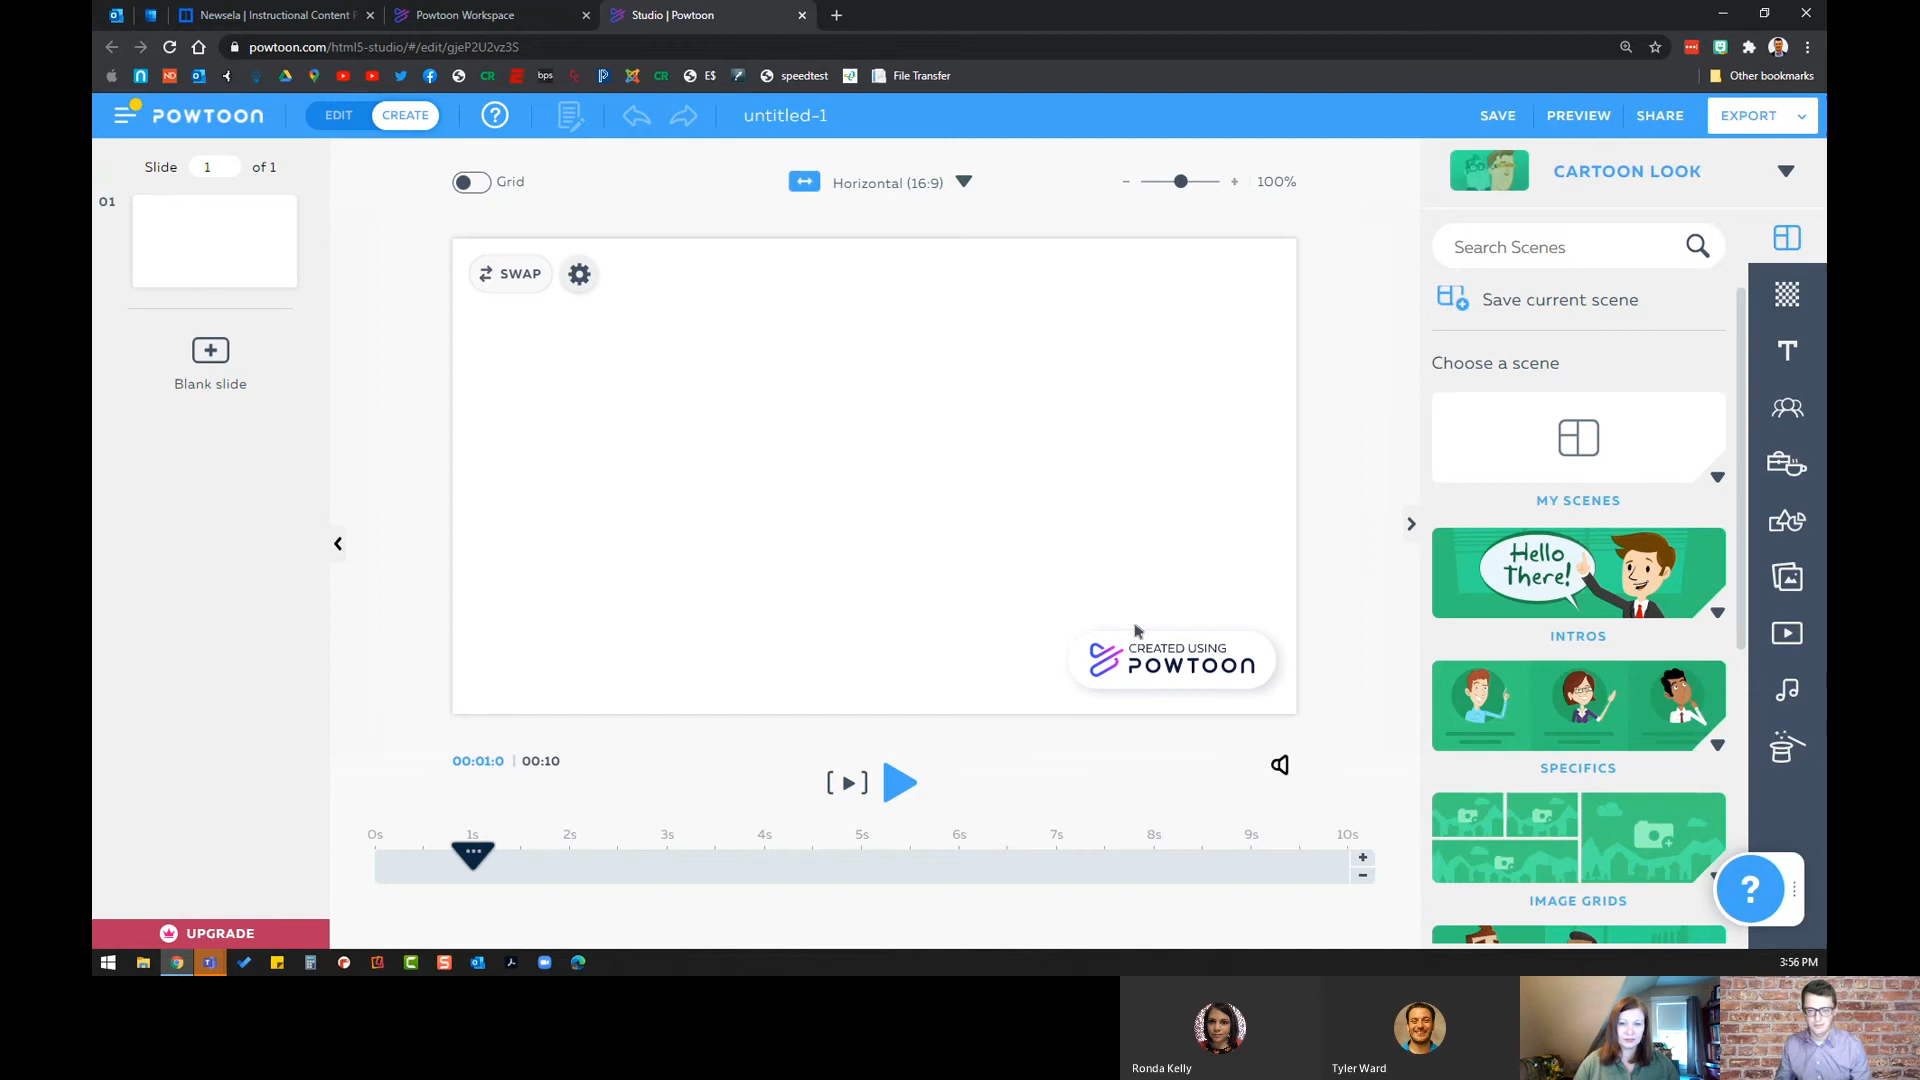 Newsela | Instructional Content P
Powtoon Workspace
Studio | Powtoon
powtoon.com/html5-studio/#/edit/gjeP2U2vz3S
CR
bps
CR
E$
speedtest
File Transfer
Other bookmarks
POWTOON
EDIT
CREATE
?
untitled-1
SAVE
PREVIEW
SHARE
EXPORT
Slide 1 of 1
Grid
Horizontal (16:9)
100%
CARTOON LOOK
01
SWAP
Search Scenes
Save current scene
Choose a scene
Blank slide
MY SCENES
Hello
There!
INTROS
CREATED USING
POWTOON
SPECIFICS
00:01:0 | 00:10
0s 1s 2s 3s 4s 5s 6s 7s 8s 9s 10s
IMAGE GRIDS
?
UPGRADE
3:56 PM
Ronda Kelly
Tyler Ward